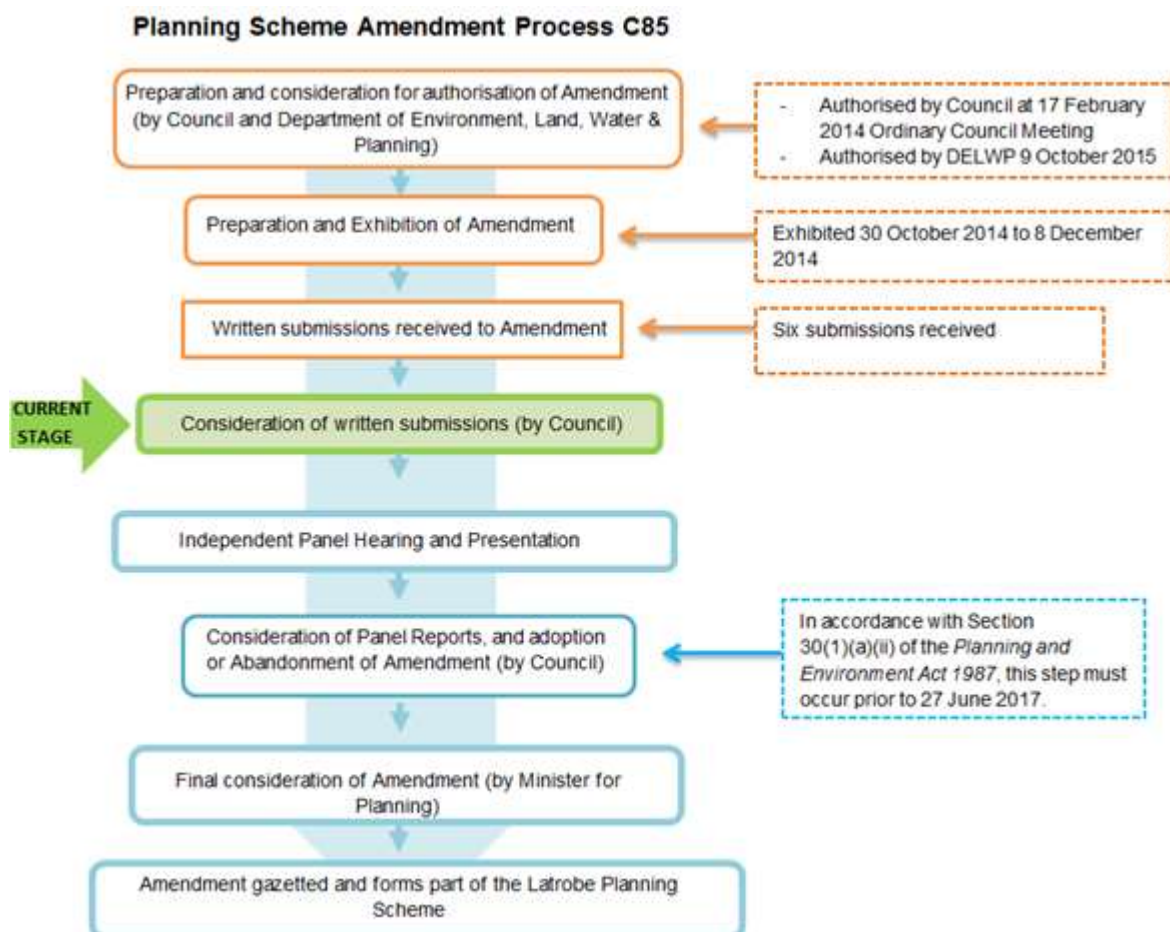 Planning Scheme Amendment Process C85
Preparation and consideration for authorisation of Amendment
(by Council and Department of Environment, Land, Water &
Planning)
- Authorised by Council at 17 February
2014 Ordinary Council Meeting
- Authorised by DELWP 9 October 2015
Preparation and Exhibition of Amendment
Exhibited 30 October 2014 to 8 December
2014
Written submissions received to Amendment
Six submissions received
CURRENT
STAGE
Consideration of written submissions (by Council)
Independent Panel Hearing and Presentation
Consideration of Panel Reports, and adoption
or Abandonment of Amendment (by Council)
In accordance with Section
30(1)(a)(ii) of the Planning and
Environment Act 1987, this step must
occur prior to 27 June 2017.
Final consideration of Amendment (by Minister for
Planning)
Amendment gazetted and forms part of the Latrobe Planning
Scheme